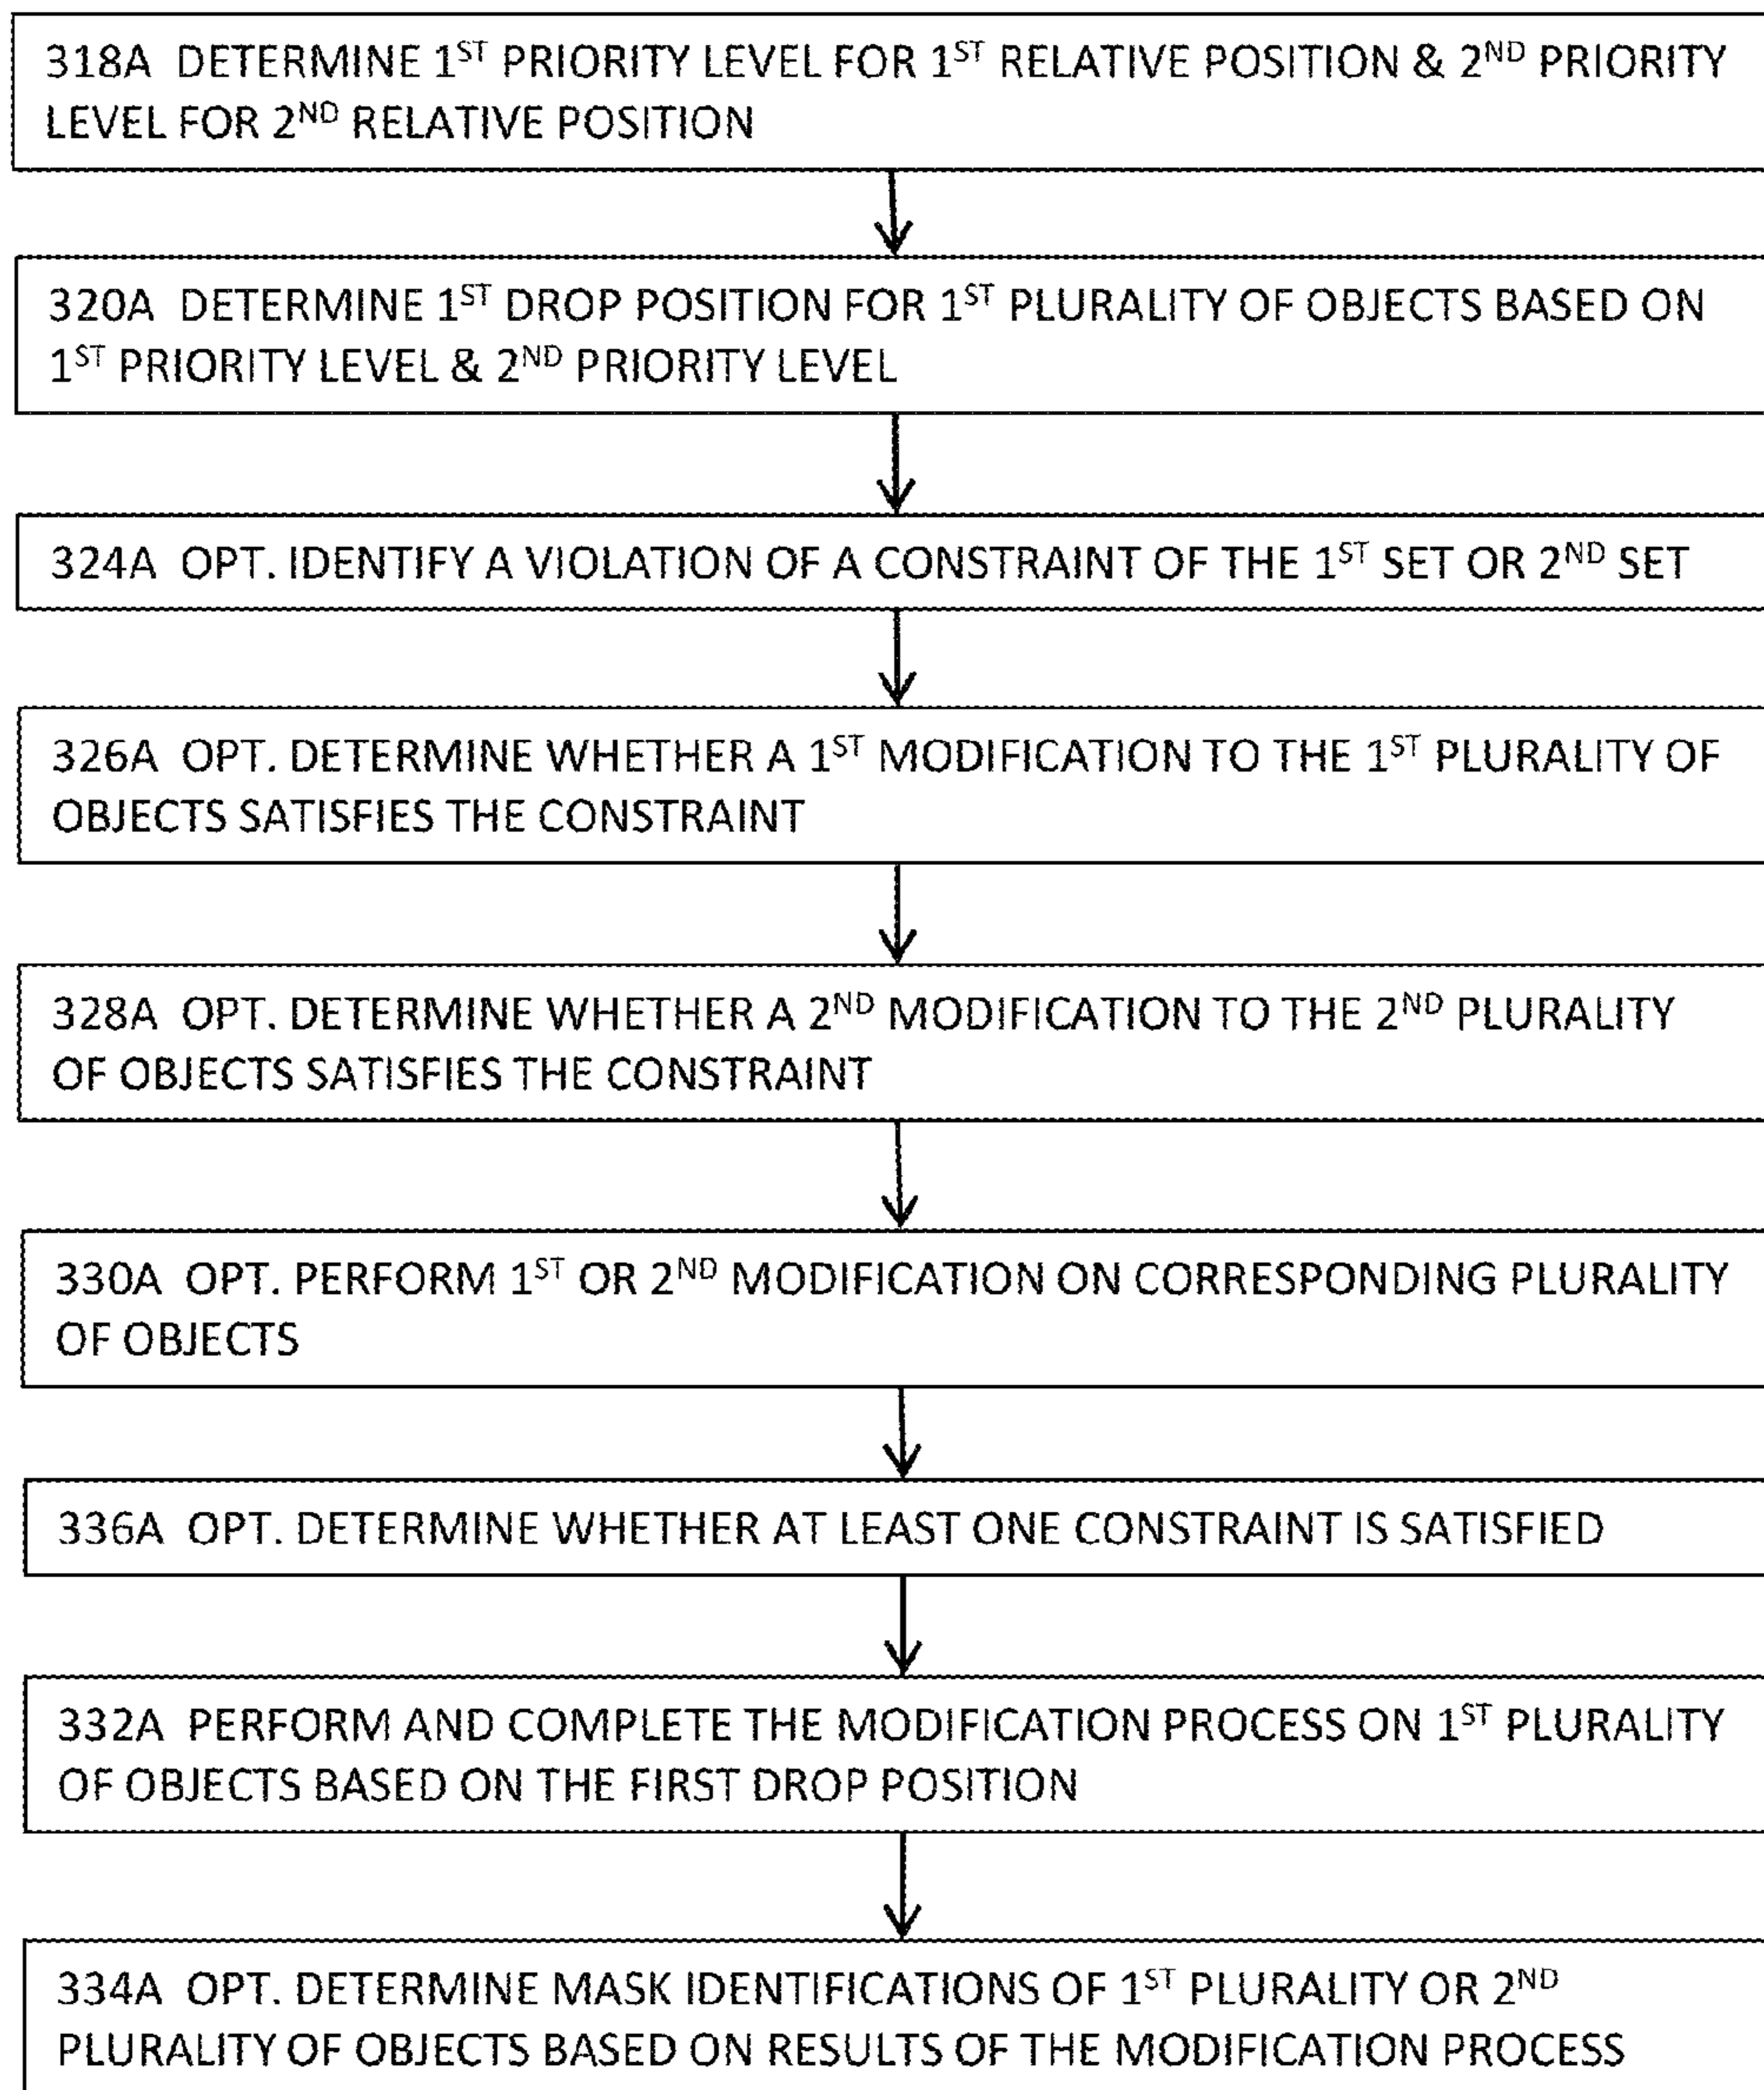 318A DETERMINE 1ST PRIORITY LEVEL FOR 1ST RELATIVE POSITION & 2ND PRIORITY
LEVEL FOR 2ND RELATIVE POSITION
320A DETERMINE 1ST DROP POSITION FOR 1ST PLURALITY OF OBJECTS BASED ON
1ST PRIORITY LEVEL & 2ND PRIORITY LEVEL
324A OPT. IDENTIFY A VIOLATION OF A CONSTRAINT OF THE 1ST SET OR 2ND SET
326A OPT. DETERMINE WHETHER A 1ST MODIFICATION TO THE 1ST PLURALITY OF
OBJECTS SATISFIES THE CONSTRAINT
328A OPT. DETERMINE WHETHER A 2ND MODIFICATION TO THE 2ND PLURALITY
OF OBJECTS SATISFIES THE CONSTRAINT
330A OPT. PERFORM 1ST OR 2ND MODIFICATION ON CORRESPONDING PLURALITY
OF OBJECTS
336A OPT. DETERMINE WHETHER AT LEAST ONE CONSTRAINT IS SATISFIED
332A PERFORM AND COMPLETE THE MODIFICATION PROCESS ON 1ST PLURALITY
OF OBJECTS BASED ON THE FIRST DROP POSITION
334A OPT. DETERMINE MASK IDENTIFICATIONS OF 1ST PLURALITY OR 2ND
PLURALITY OF OBJECTS BASED ON RESULTS OF THE MODIFICATION PROCESS